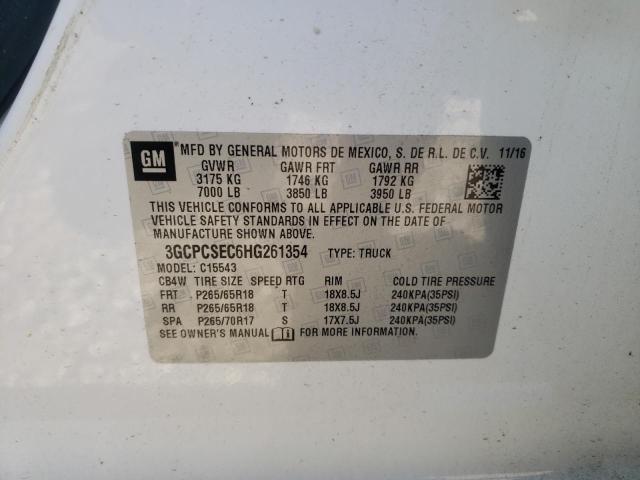 GM
MFD BY GENERAL MOTORS DE MEXICO, S. DE R.L. DE C.V. 11/16
GVWR GAWR FRT GAWR RR
3175 KG 1746 KG 1792 KG
7000 LB 3850 LB 3950 LB
THIS VEHICLE CONFORMS TO ALL APPLICABLE U.S. FEDERAL MOTOR
VEHICLE SAFETY STANDARDS IN EFFECT ON THE DATE OF
MANUFACTURE SHOWN ABOVE.
3GCPCSEC6HG261354 TYPE: TRUCK
MODEL: C15543
CB4W TIRE SIZE SPEED RTG RIM COLD TIRE PRESSURE
FRT P265/65R18 T 18X8.5J 240KPA(35PSI)
RR P265/65R18 T 18X8.5J 240KPA(35PSI)
SPA P265/70R17 S 17X7.5J 240KPA(35PSI)
SEE OWNER'S MANUAL FOR MORE INFORMATION.